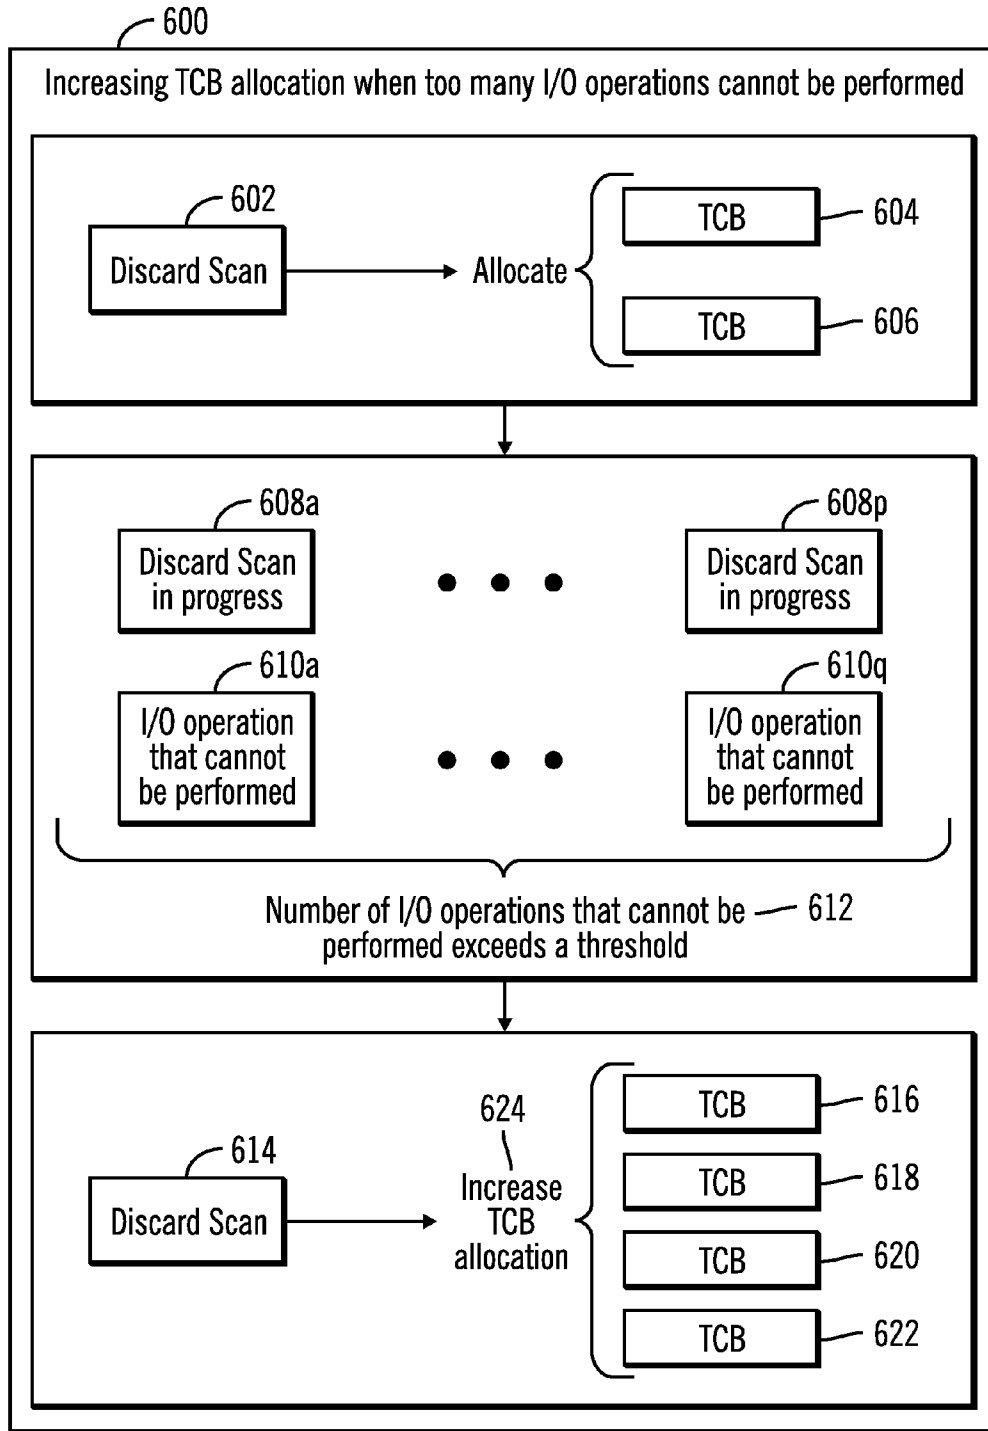 600
Increasing TCB allocation when too many I/O operations cannot be performed
602
Discard Scan
Allocate
TCB
604
TCB
606
608a
Discard Scan
in progress
608p
Discard Scan
in progress
610a
I/O operation
that cannot
be performed
610q
I/O operation
that cannot
be performed
Number of I/O operations that cannot be
performed exceeds a threshold
612
614
Discard Scan
624
Increase
TCB
allocation
TCB
616
TCB
618
TCB
620
TCB
622